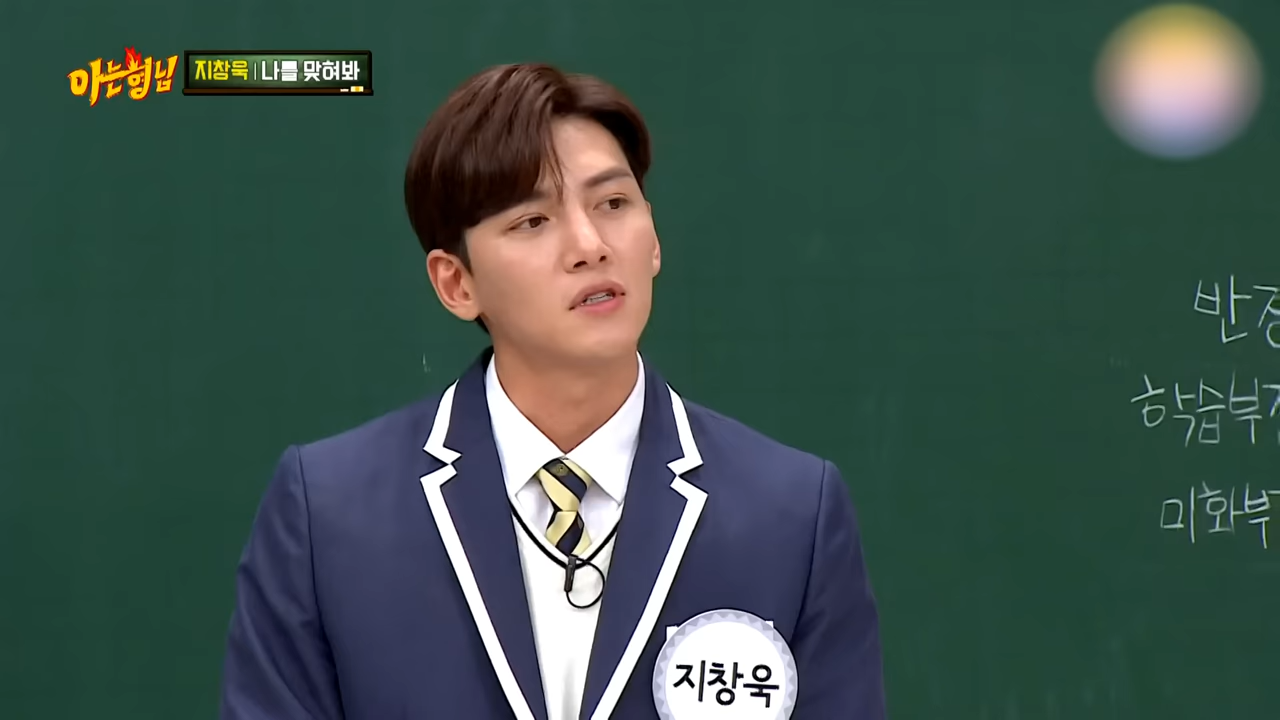 아는형님
지창욱 | 나를 맞혀봐
반장
학습부
미화부
지창욱